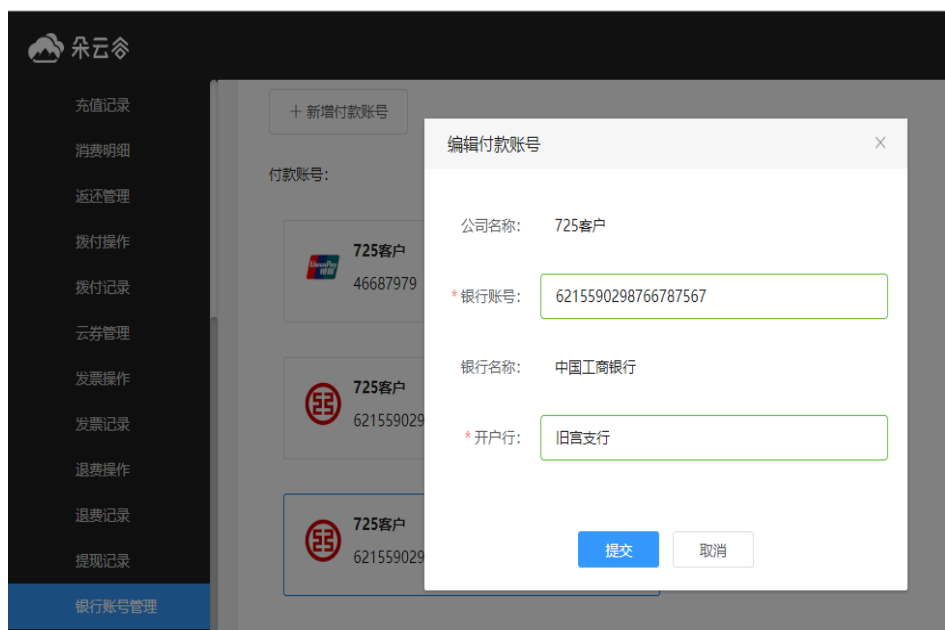 朵云谷
充值记录
消费明细
返还管理
拨付操作
拨付记录
云券管理
发票操作
发票记录
退费操作
退费记录
提现记录
银行账号管理
+ 新增付款账号
付款账号:
UnionPay
银联
725客户
46687979
725客户
621559029
725客户
621559029
编辑付款账号
公司名称: 725客户
* 银行账号: 6215590298766787567
银行名称: 中国工商银行
* 开户行: 旧宫支行
提交 取消